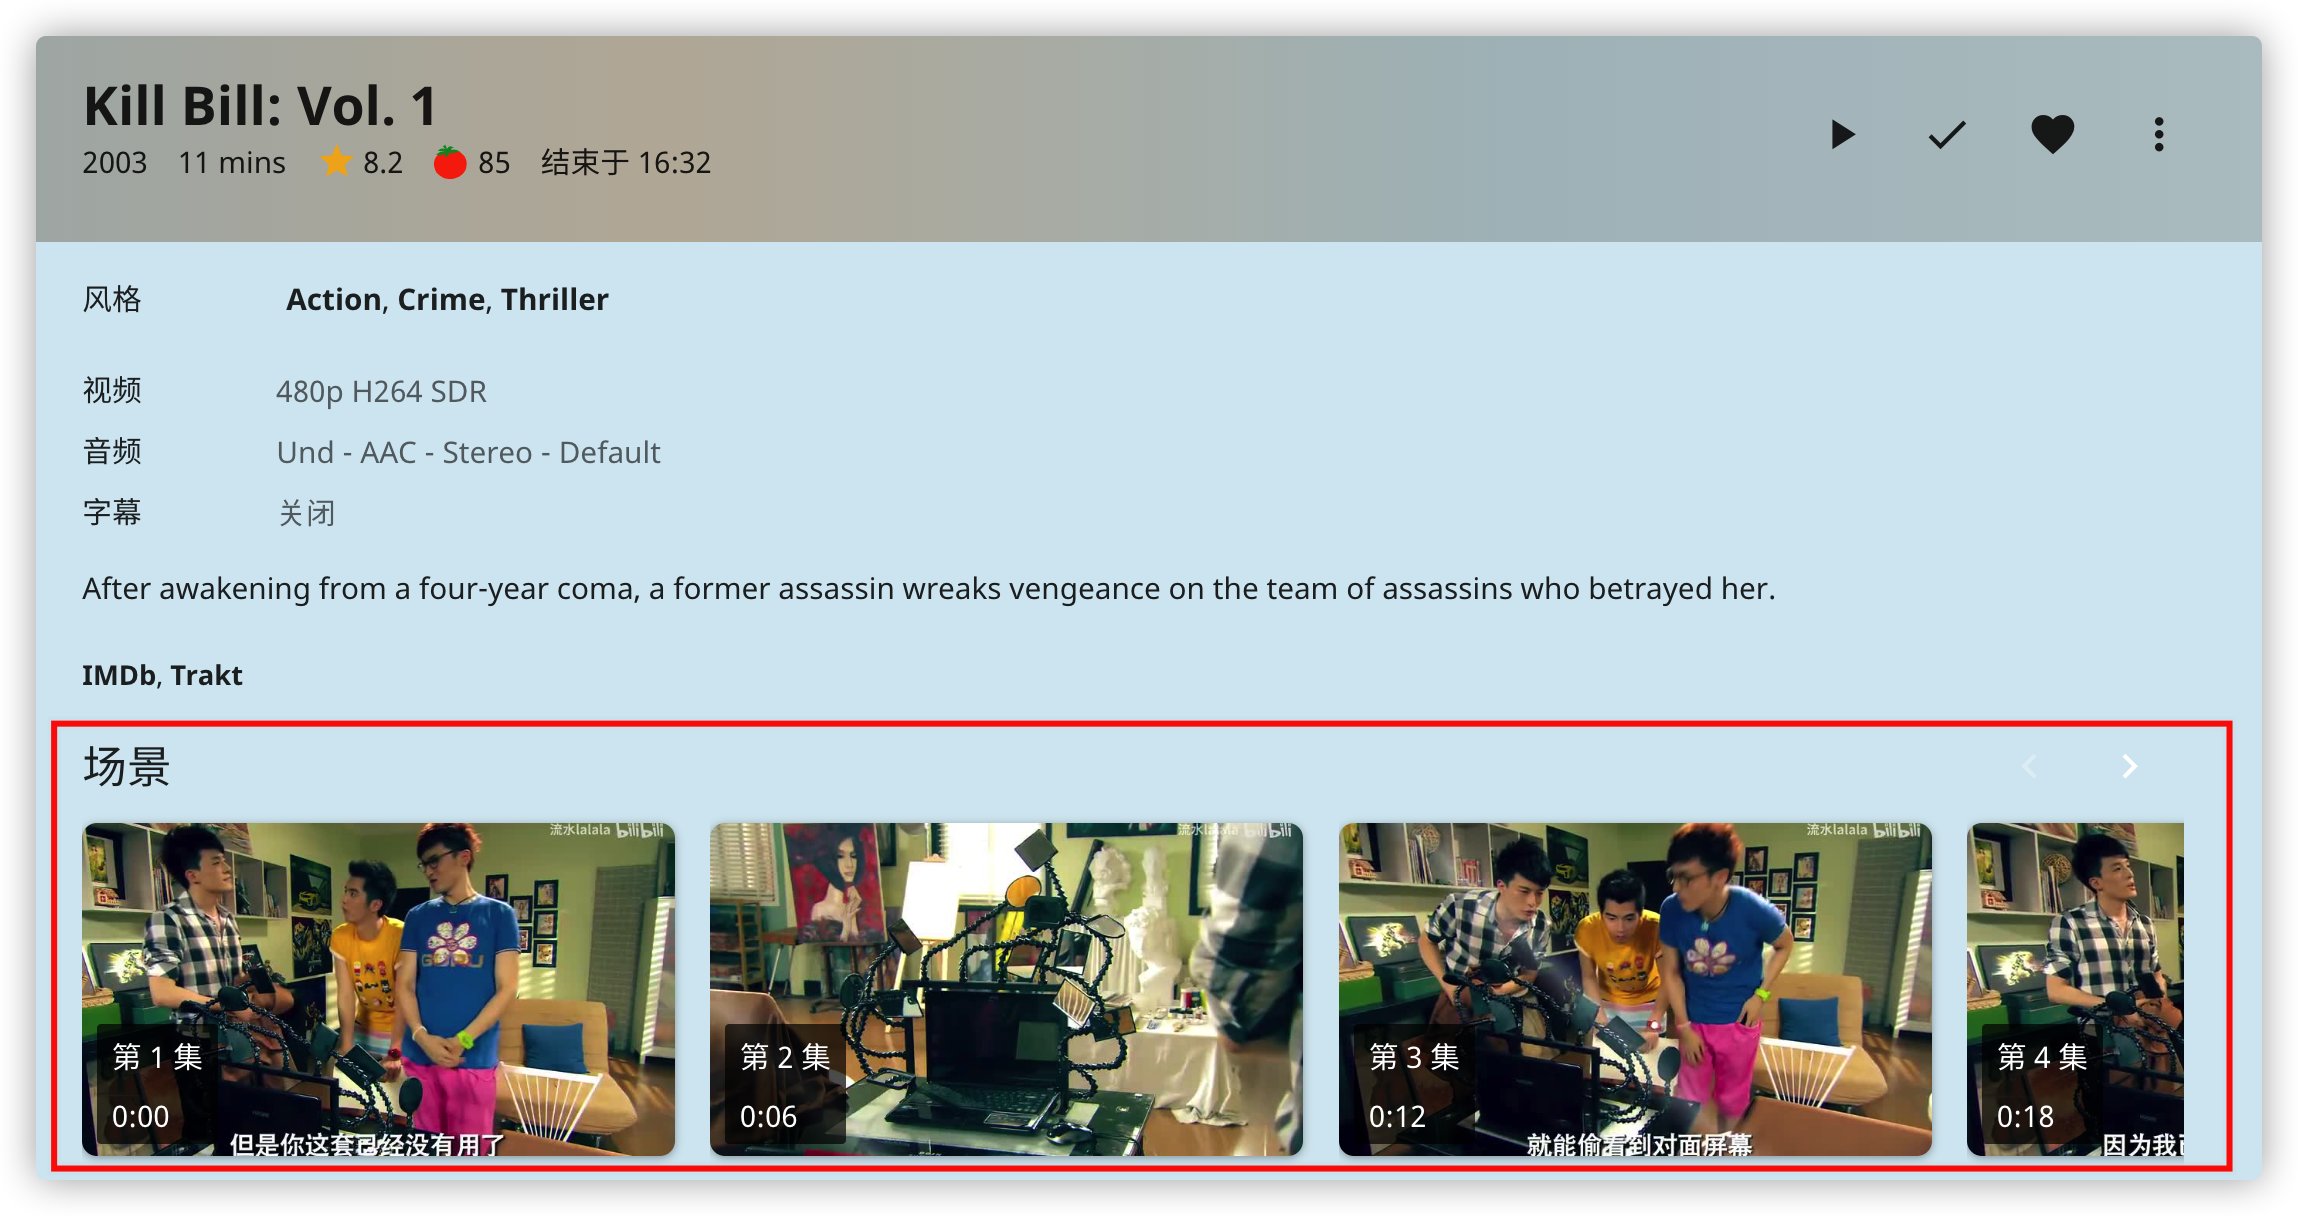 Kill Bill: Vol. 1
2003 11 mins 8.2 85 结束于 16:32
风格 Action, Crime, Thriller
视频 480p H264 SDR
音频 Und - AAC - Stereo - Default
字幕 关闭
After awakening from a four-year coma, a former assassin wreaks vengeance on the team of assassins who betrayed her.
IMDb, Trakt
场景
流水lalala bilibili
第 1 集
0:00
但是你这套已经没有用了
流水lalala bilibili
第 2 集
0:06
流水lalala bilibili
第 3 集
0:12
就能偷看到对面屏幕
第 4 集
0:18
因为我